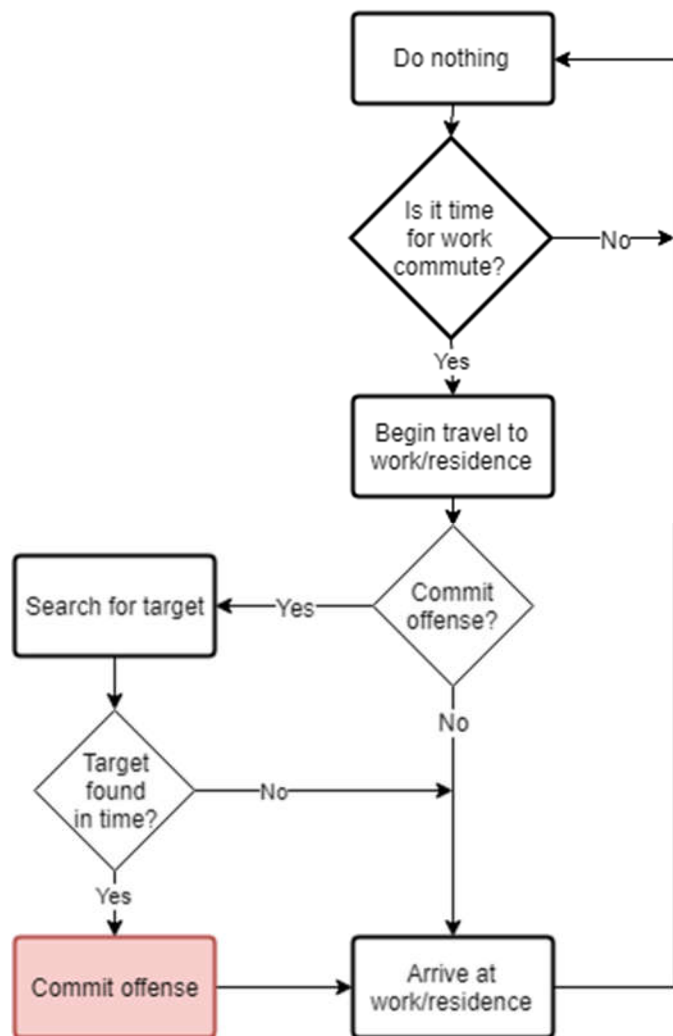 Do nothing
Is it time
for work
commute?
No
Yes
Begin travel to
work/residence
Commit
offense?
Yes
Search for target
No
Target
found
in time?
No
Yes
Commit offense
Arrive at
work/residence